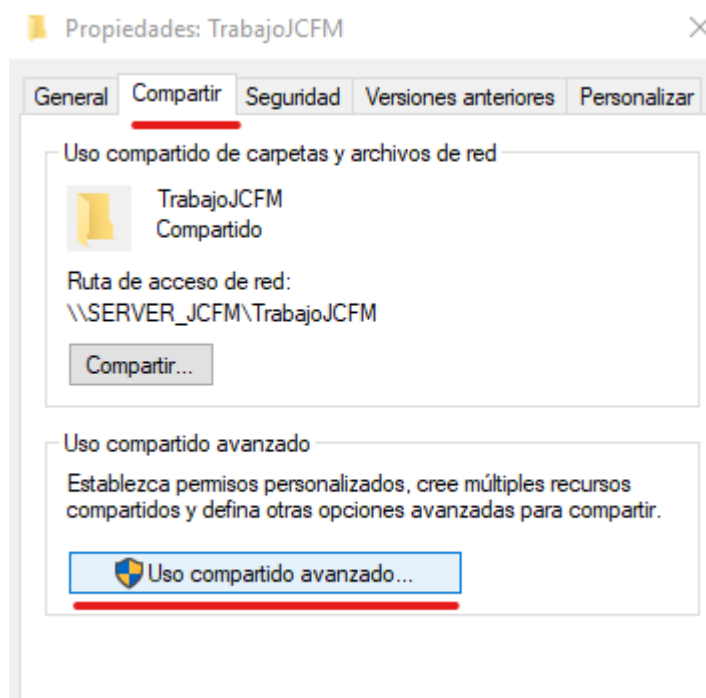 Propiedades: TrabajoJCFM
General Compartir Seguridad Versiones anteriores Personalizar
Uso compartido de carpetas y archivos de red
TrabajoJCFM
Compartido
Ruta de acceso de red:
\\SERVER_JCFM\TrabajoJCFM
Compartir...
Uso compartido avanzado
Establezca permisos personalizados, cree múltiples recursos
compartidos y defina otras opciones avanzadas para compartir.
Uso compartido avanzado...